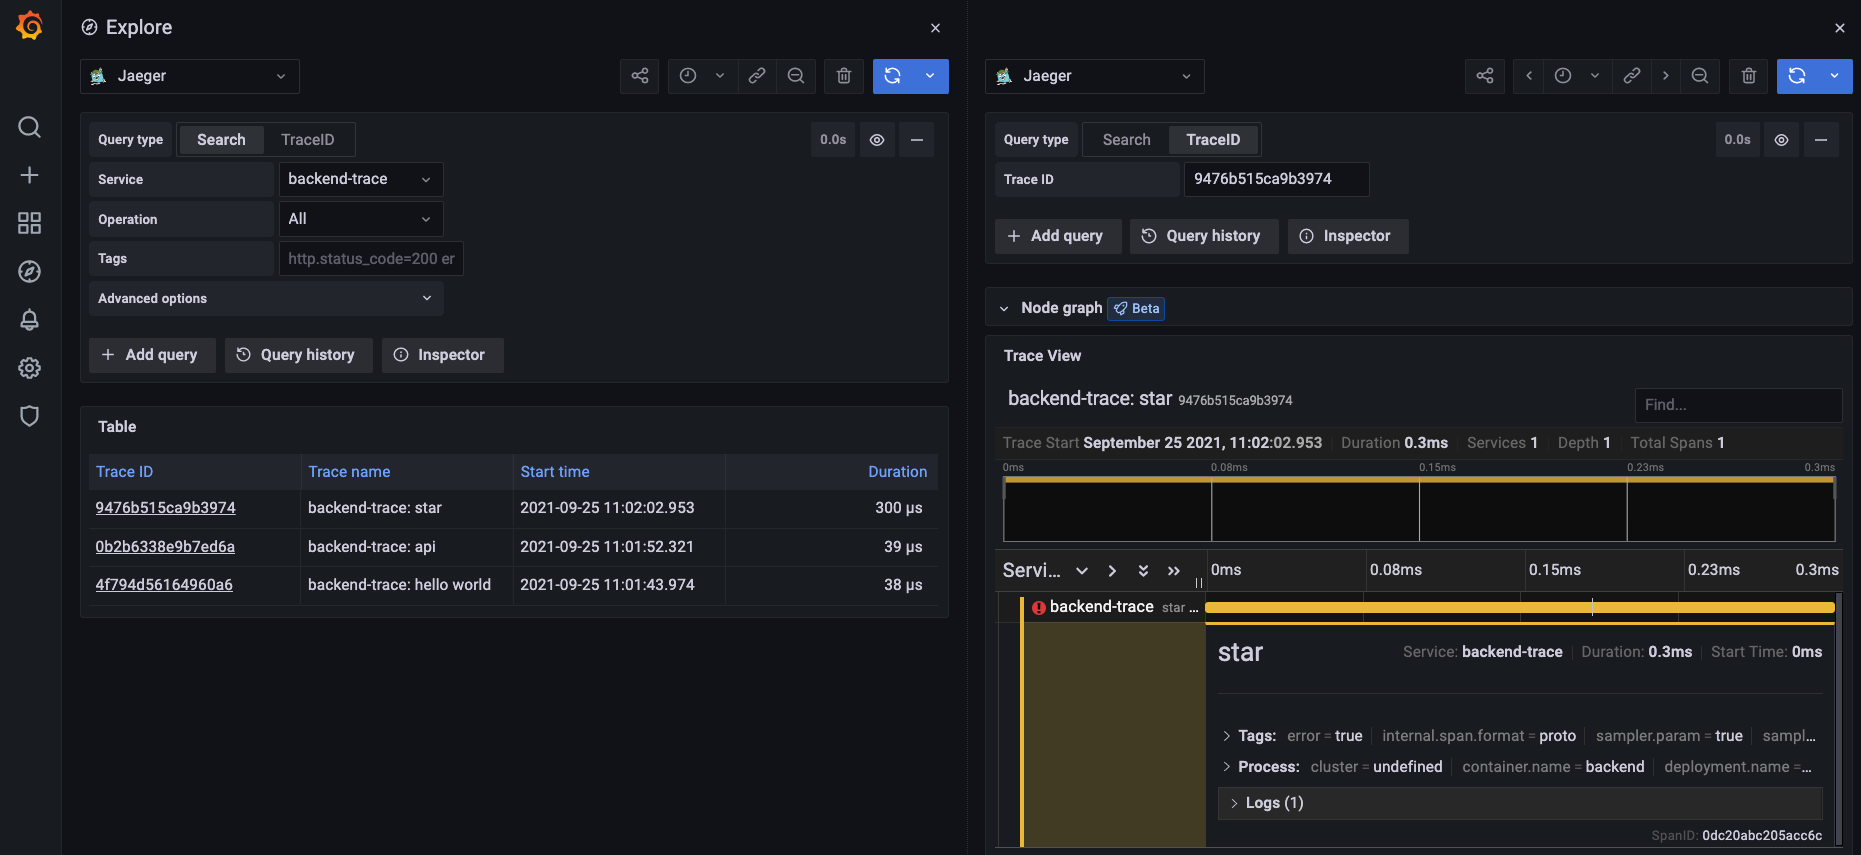 Explore
Jaeger
Query type Search TraceID 0.0s
Service backend-trace
Operation All
Tags http.status_code=200 er
Advanced options
Add query Query history Inspector
Table
Trace ID Trace name Start time Duration
9476b515ca9b3974 backend-trace: star 2021-09-25 11:02:02.953 300 µs
0b2b6338e9b7ed6a backend-trace: api 2021-09-25 11:01:52.321 39 µs
4f794d56164960a6 backend-trace: hello world 2021-09-25 11:01:43.974 38 µs
Jaeger
Query type Search TraceID 0.0s
Trace ID 9476b515ca9b3974
Add query Query history Inspector
Node graph Beta
Trace View
backend-trace: star 9476b515ca9b3974 Find...
Trace Start September 25 2021, 11:02:02.953 Duration 0.3ms Services 1 Depth 1 Total Spans 1
0ms 0.08ms 0.15ms 0.23ms 0.3ms
Servi... 0ms 0.08ms 0.15ms 0.23ms 0.3ms
backend-trace star ...
star Service: backend-trace Duration: 0.3ms Start Time: 0ms
Tags: error = true internal.span.format = proto sampler.param = true sampl...
Process: cluster = undefined container.name = backend deployment.name =...
Logs (1)
SpanID: 0dc20abc205acc6c